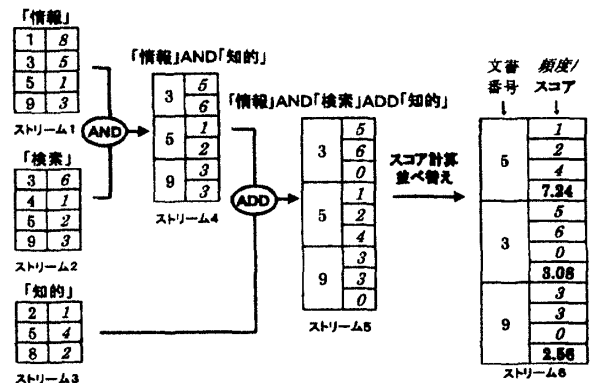 「情報」
1 8
3 5
5 1
9 3
ストリーム1
「検索」
3 6
4 1
5 2
9 3
ストリーム2
「知的」
2 1
5 4
8 2
ストリーム3
AND
「情報」AND「知的」
3 5
6
5 1
2
9 3
3
ストリーム4
ADD
「情報」AND「検索」ADD「知的」
3 5
6
0
5 1
2
4
9 3
3
0
ストリーム5
スコア計算
並べ替え
文書 頻度/
番号 スコア
5 1
2
4
7.24
3 5
6
0
3.08
9 3
3
0
2.56
ストリーム6